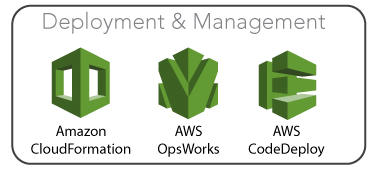 Deployment & Management
Amazon
CloudFormation
AWS
OpsWorks
AWS
CodeDeploy